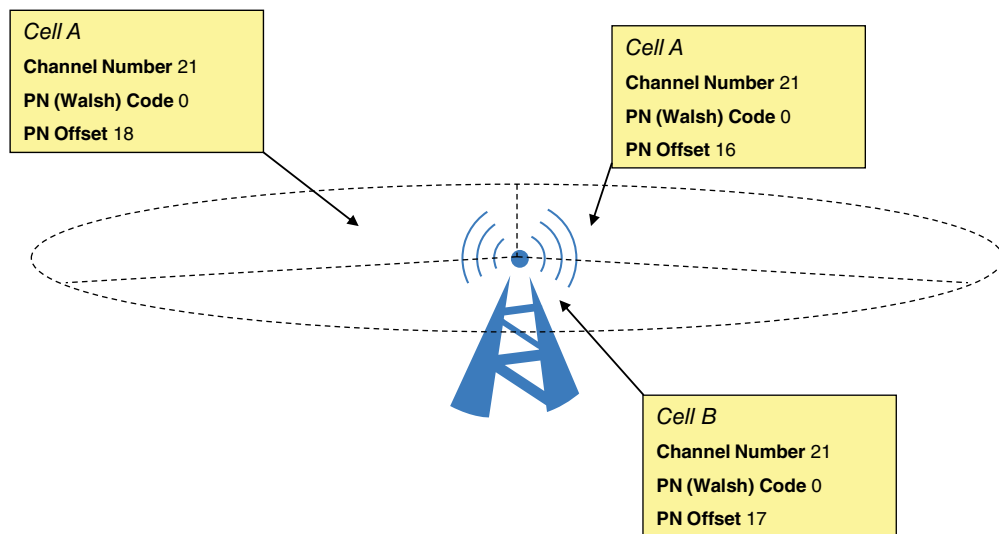 Cell A
Channel Number 21
PN (Walsh) Code 0
PN Offset 18
Cell A
Channel Number 21
PN (Walsh) Code 0
PN Offset 16
Cell B
Channel Number 21
PN (Walsh) Code 0
PN Offset 17